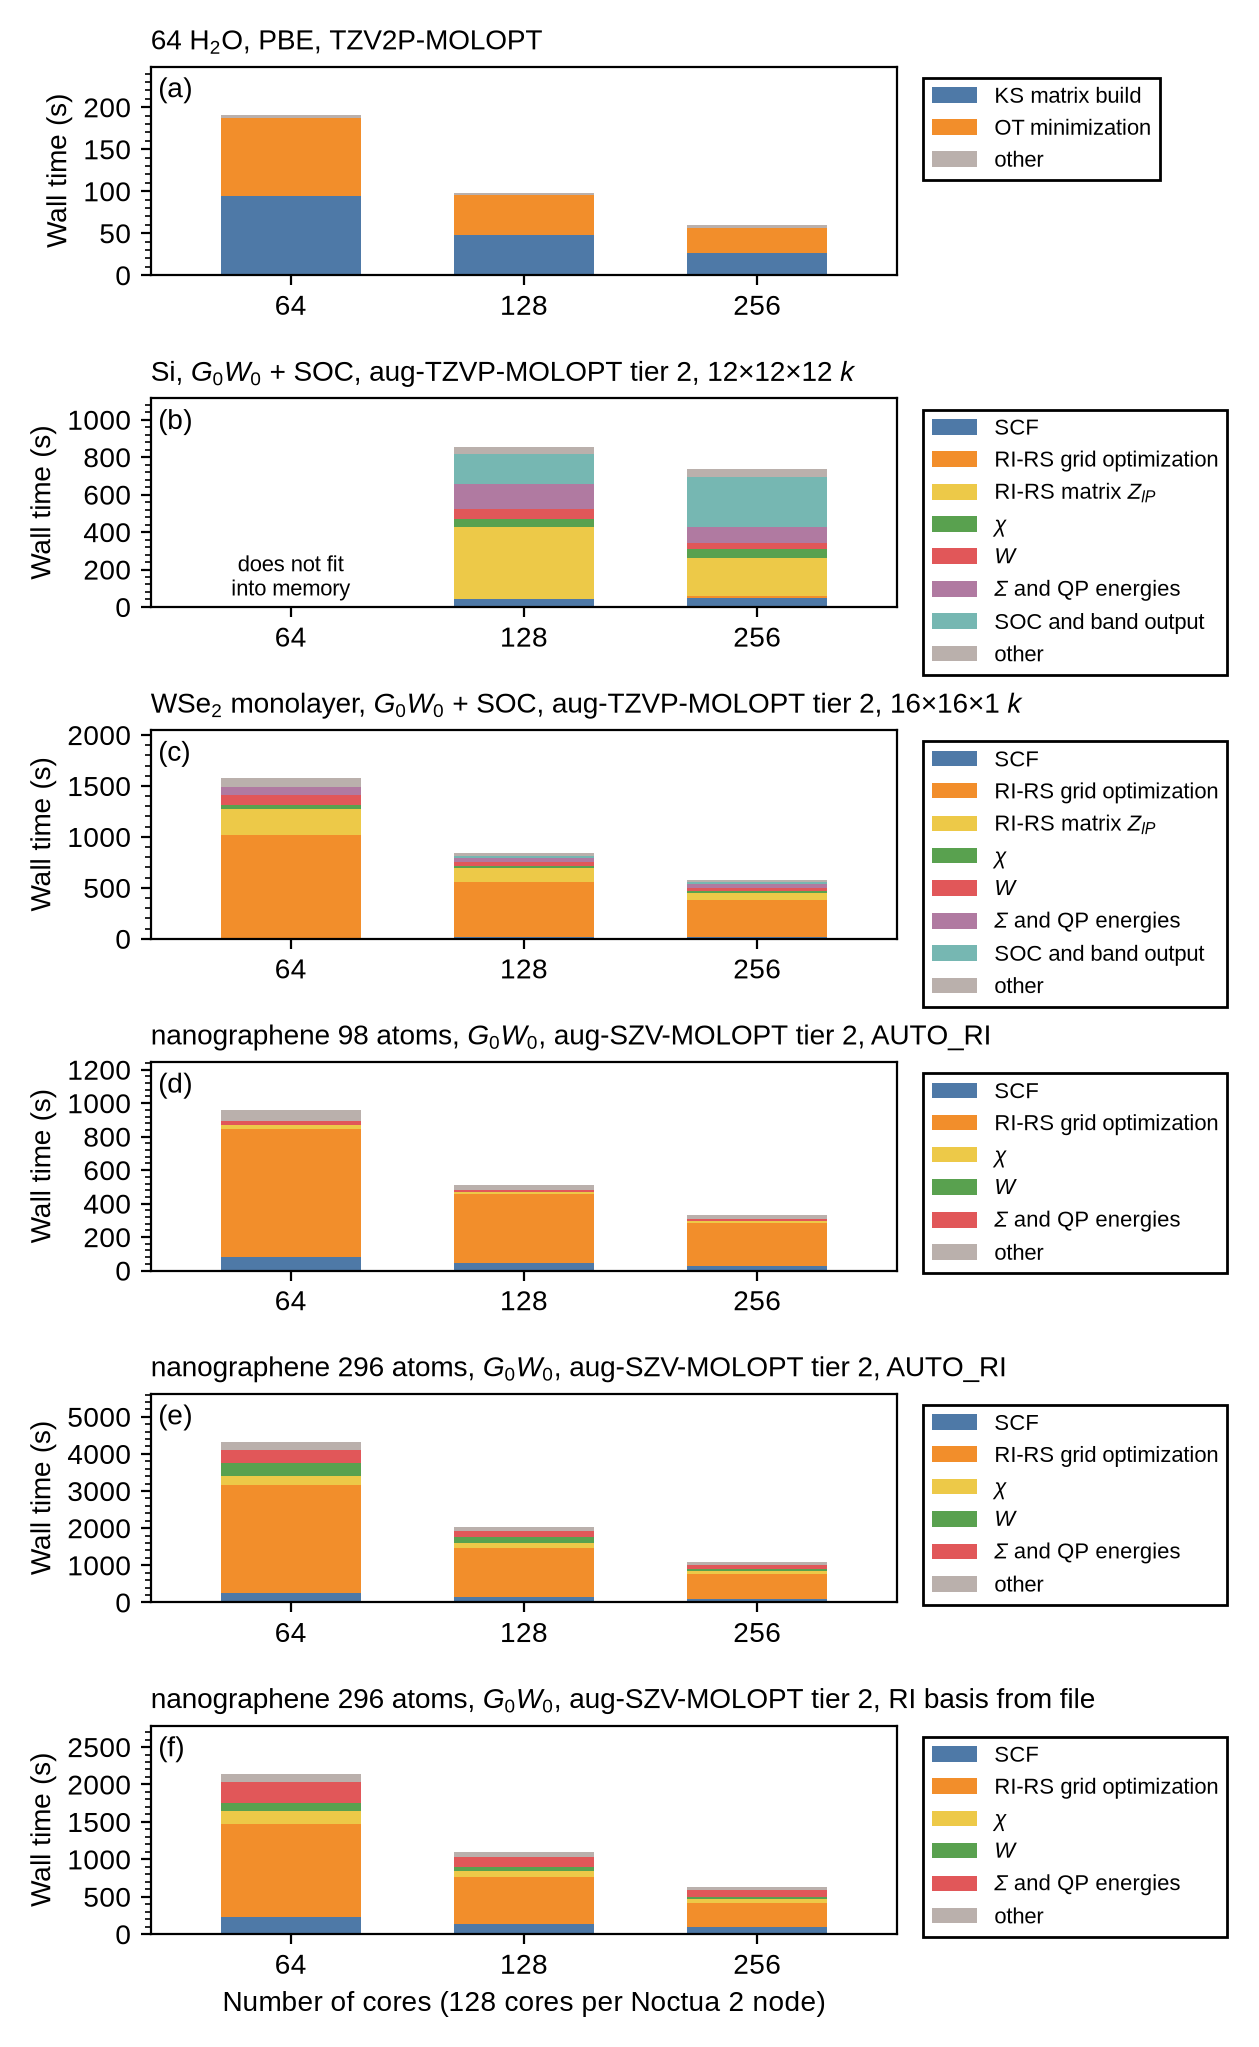 64 H₂O, PBE, TZV2P-MOLOPT
(a)
Wall time (s)
200
150
100
50
0
64 128 256
KS matrix build
OT minimization
other
Si, G₀W₀ + SOC, aug-TZVP-MOLOPT tier 2, 12×12×12 k
(b)
Wall time (s)
1000
800
600
400
200
0
does not fit
into memory
64 128 256
SCF
RI-RS grid optimization
RI-RS matrix Z_lP
χ
W
Σ and QP energies
SOC and band output
other
WSe₂ monolayer, G₀W₀ + SOC, aug-TZVP-MOLOPT tier 2, 16×16×1 k
(c)
Wall time (s)
2000
1500
1000
500
0
64 128 256
SCF
RI-RS grid optimization
RI-RS matrix Z_lP
χ
W
Σ and QP energies
SOC and band output
other
nanographene 98 atoms, G₀W₀, aug-SZV-MOLOPT tier 2, AUTO_RI
(d)
Wall time (s)
1200
1000
800
600
400
200
0
64 128 256
SCF
RI-RS grid optimization
χ
W
Σ and QP energies
other
nanographene 296 atoms, G₀W₀, aug-SZV-MOLOPT tier 2, AUTO_RI
(e)
Wall time (s)
5000
4000
3000
2000
1000
0
64 128 256
SCF
RI-RS grid optimization
χ
W
Σ and QP energies
other
nanographene 296 atoms, G₀W₀, aug-SZV-MOLOPT tier 2, RI basis from file
(f)
Wall time (s)
2500
2000
1500
1000
500
0
64 128 256
SCF
RI-RS grid optimization
χ
W
Σ and QP energies
other
Number of cores (128 cores per Noctua 2 node)